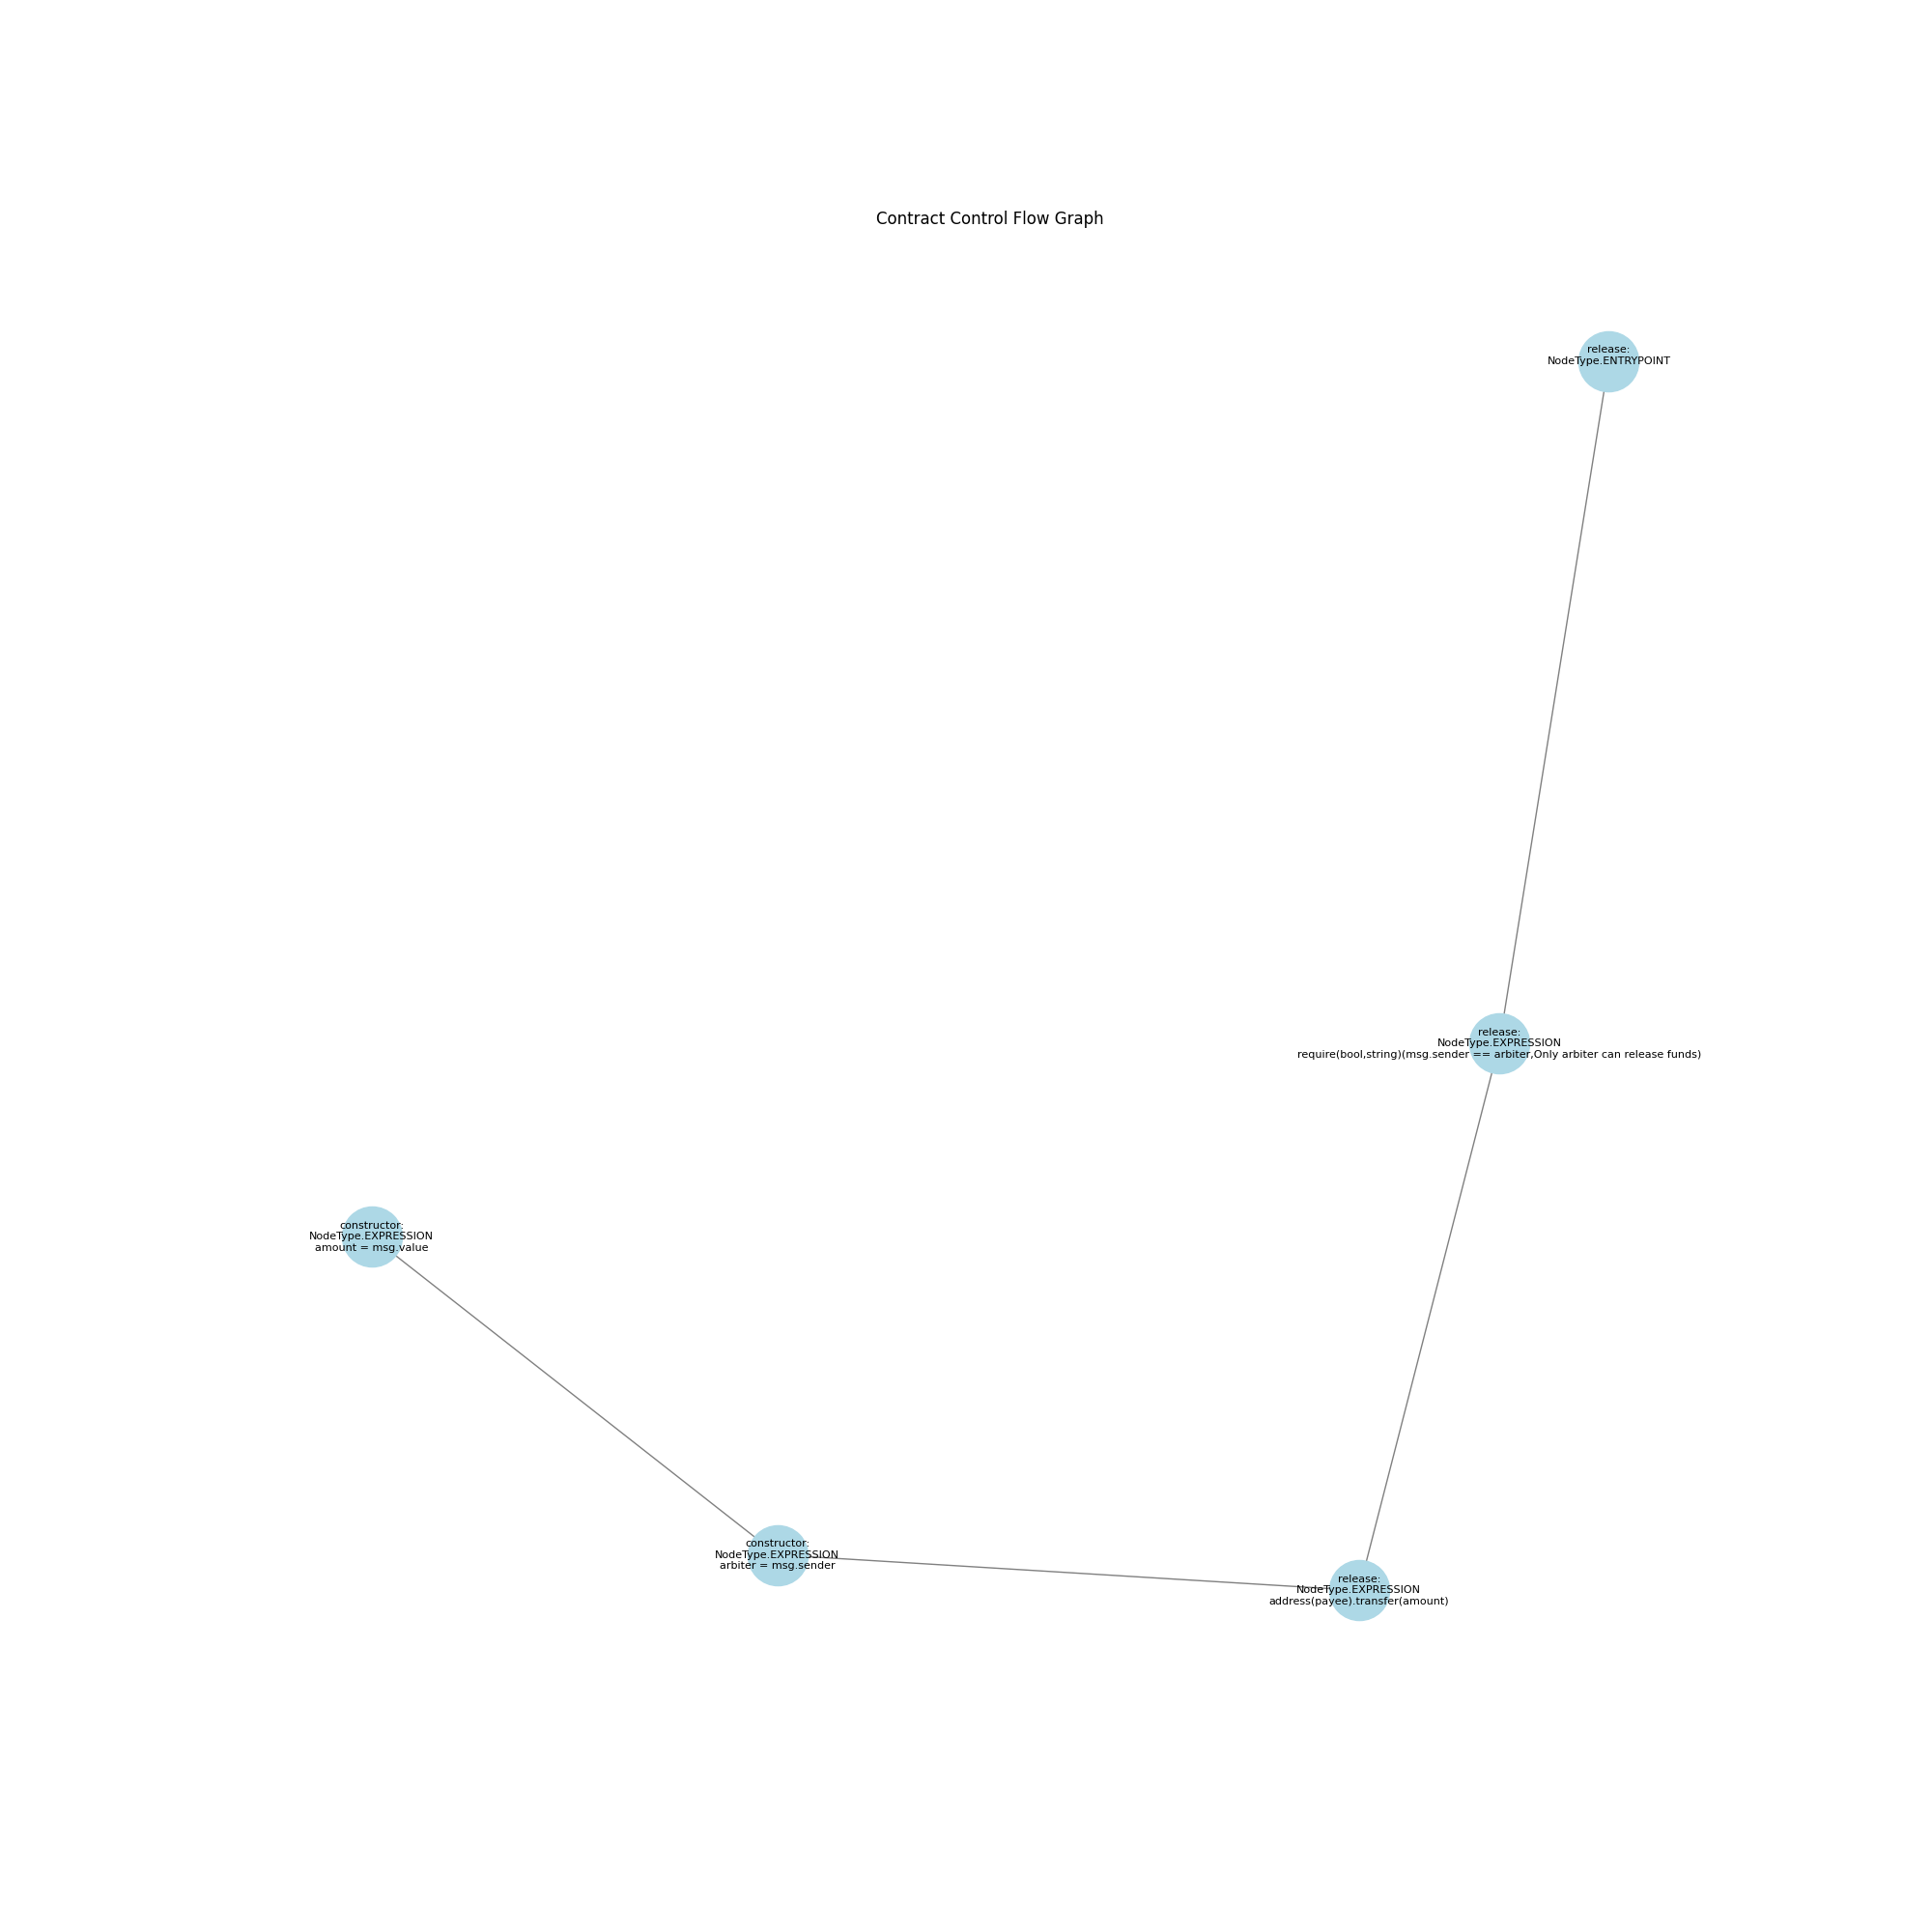 Contract Control Flow Graph
release:
NodeType.ENTRYPOINT
release:
NodeType.EXPRESSION
require(bool,string)(msg.sender == arbiter,Only arbiter can release funds)
constructor:
NodeType.EXPRESSION
amount = msg.value
constructor:
NodeType.EXPRESSION
arbiter = msg.sender
release:
NodeType.EXPRESSION
address(payee).transfer(amount)